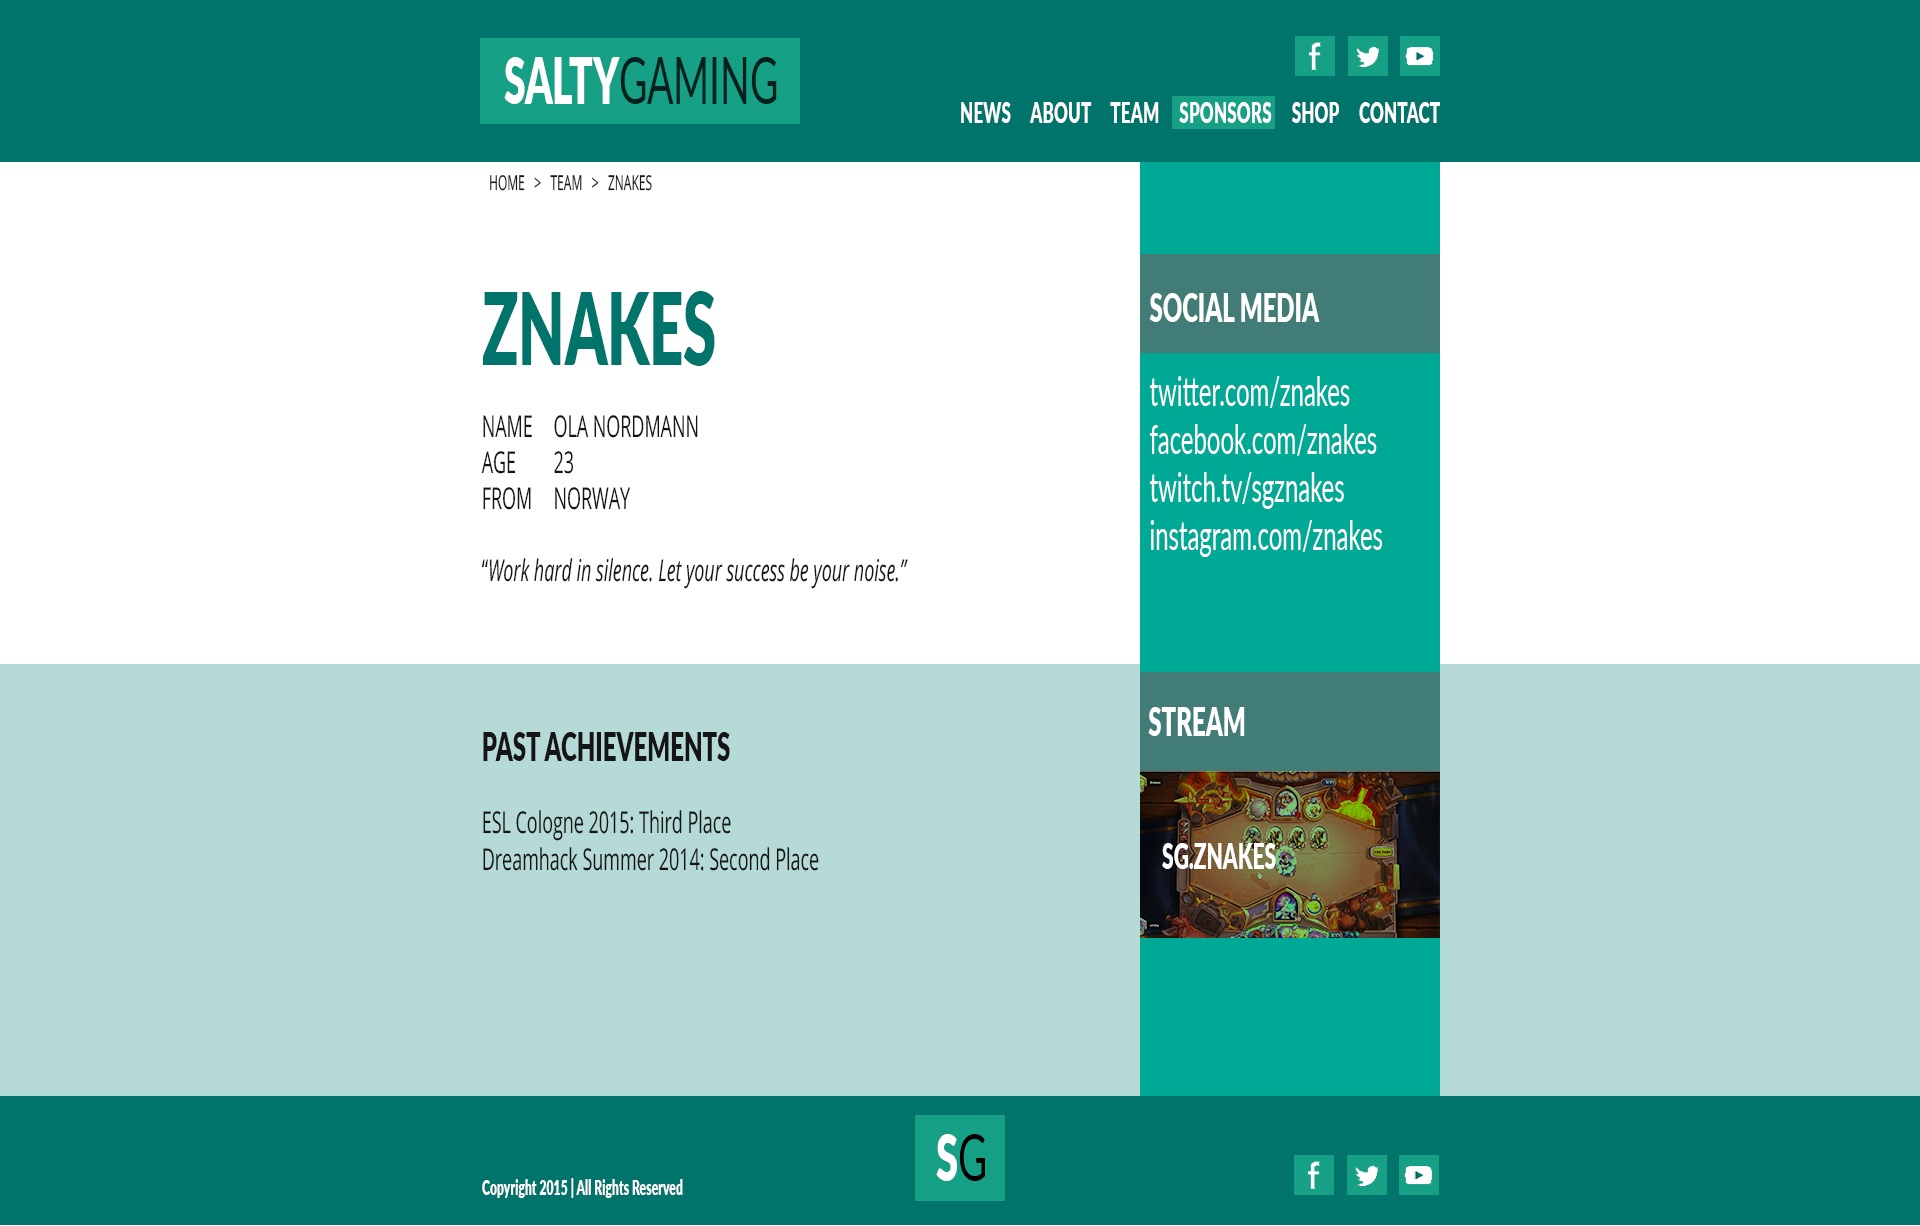 SALTYGAMING
NEWS ABOUT TEAM SPONSORS SHOP CONTACT
HOME > TEAM > ZNAKES
ZNAKES
NAME OLA NORDMANN
AGE 23
FROM NORWAY
“Work hard in silence. Let your success be your noise.”
SOCIAL MEDIA
twitter.com/znakes
facebook.com/znakes
twitch.tv/sgznakes
instagram.com/znakes
PAST ACHIEVEMENTS
ESL Cologne 2015: Third Place
Dreamhack Summer 2014: Second Place
STREAM
SG.ZNAKES
Copyright 2015 | All Rights Reserved
SG